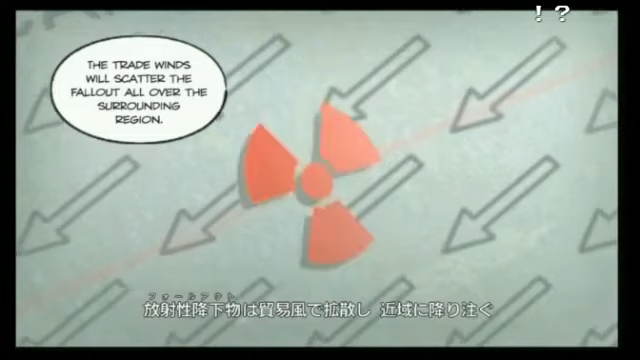 ！？
THE TRADE WINDS
WILL SCATTER THE
FALLOUT ALL OVER THE
SURROUNDING
REGION.
フォールアウト
放射性降下物は貿易風で拡散し 近域に降り注ぐ